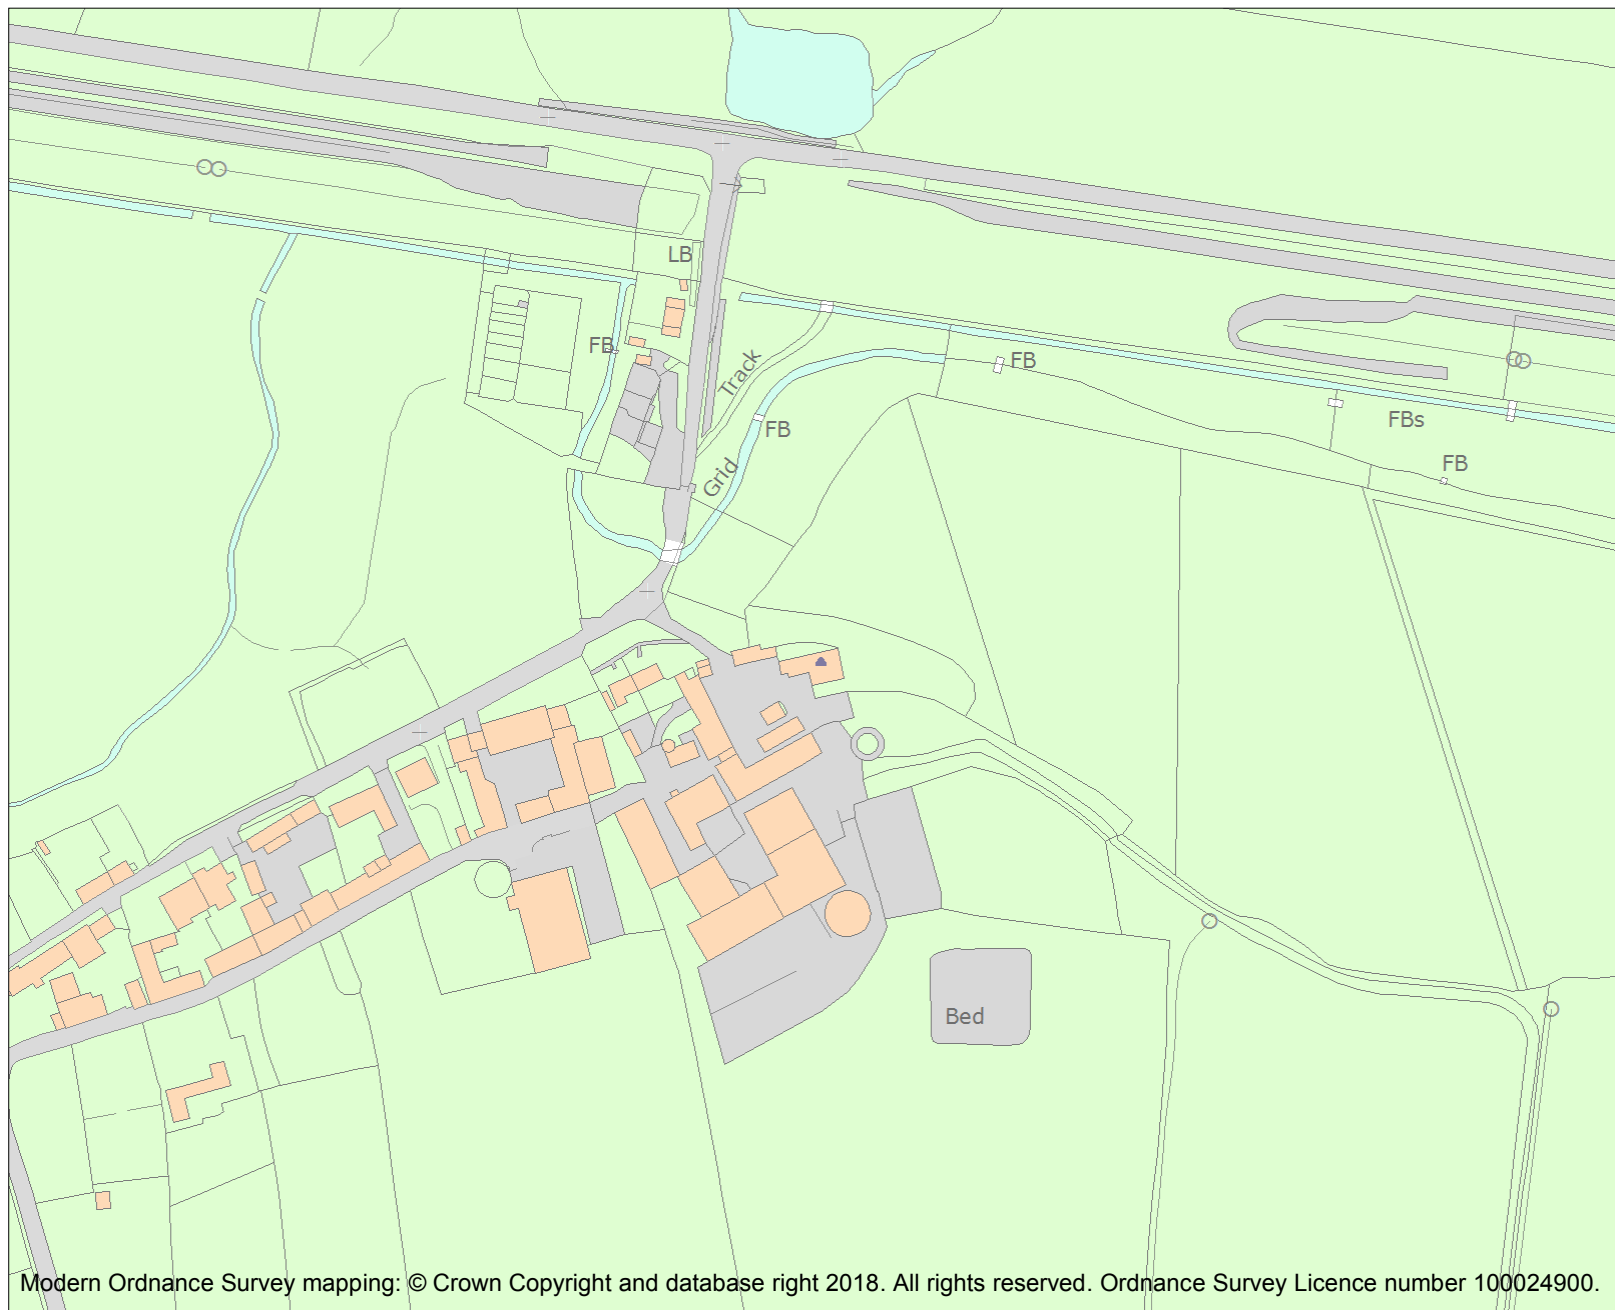 LB
FB
Track
FB
FB
FBs
FB
Grid
Bed
Modern Ordnance Survey mapping: © Crown Copyright and database right 2018. All rights reserved. Ordnance Survey Licence number 100024900.